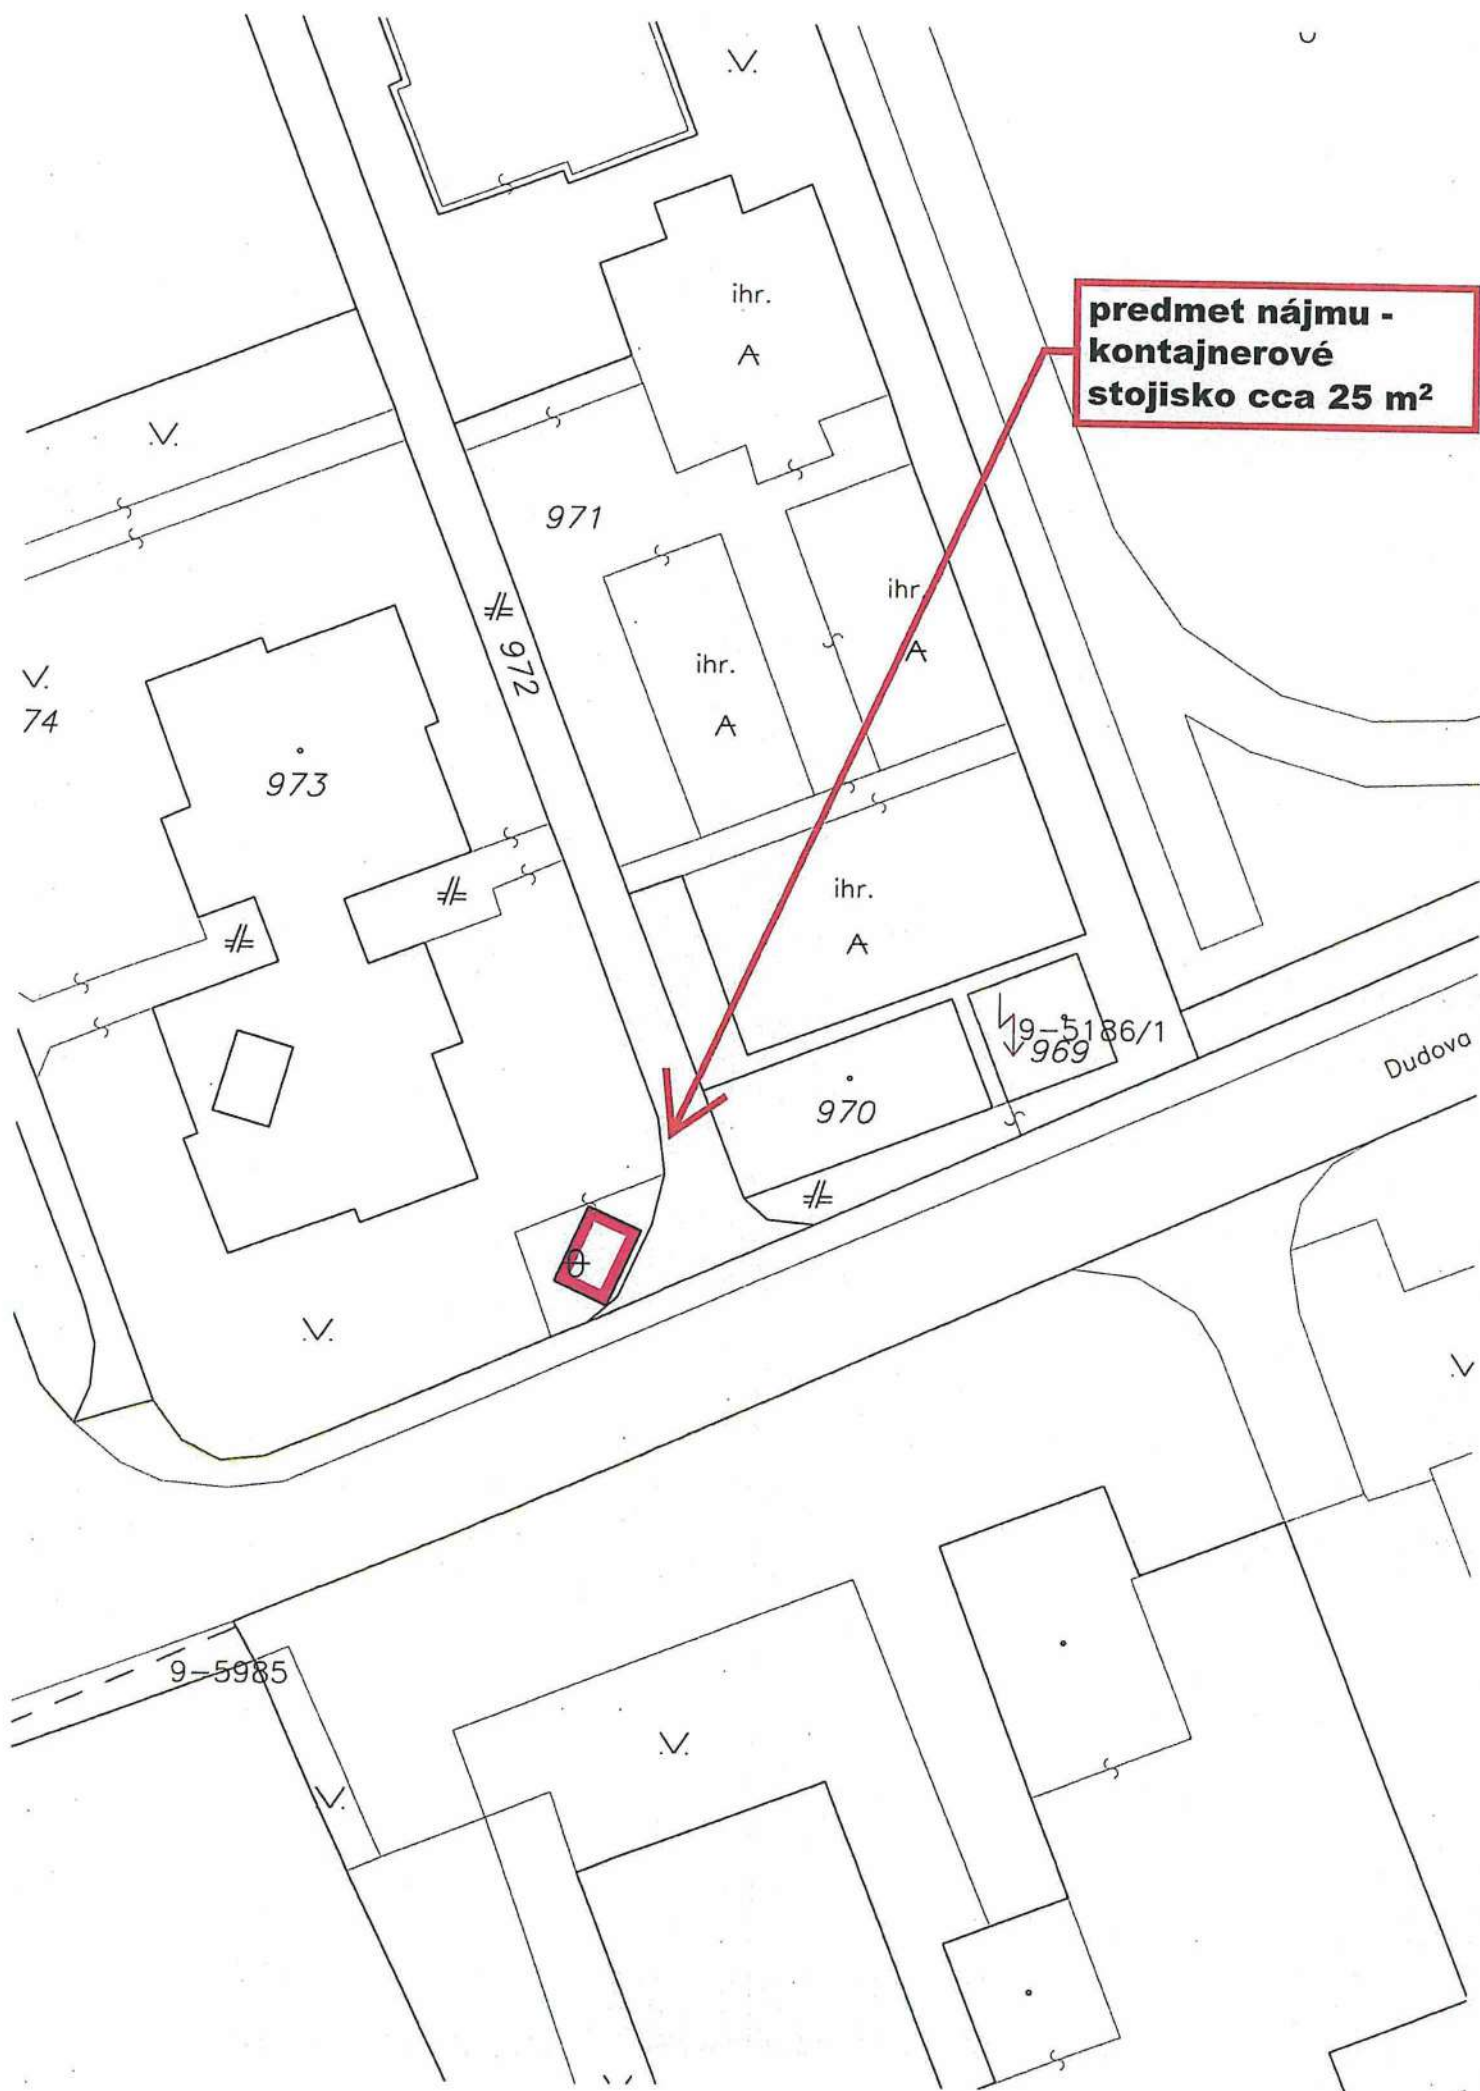 ihr.
predmet nájmu -
kontajnerové
stojisko cca 25 m²
971
ihr.
972
ihr.
74
973
ihr.
9-5186/1
969
Dudova
970
9-5985